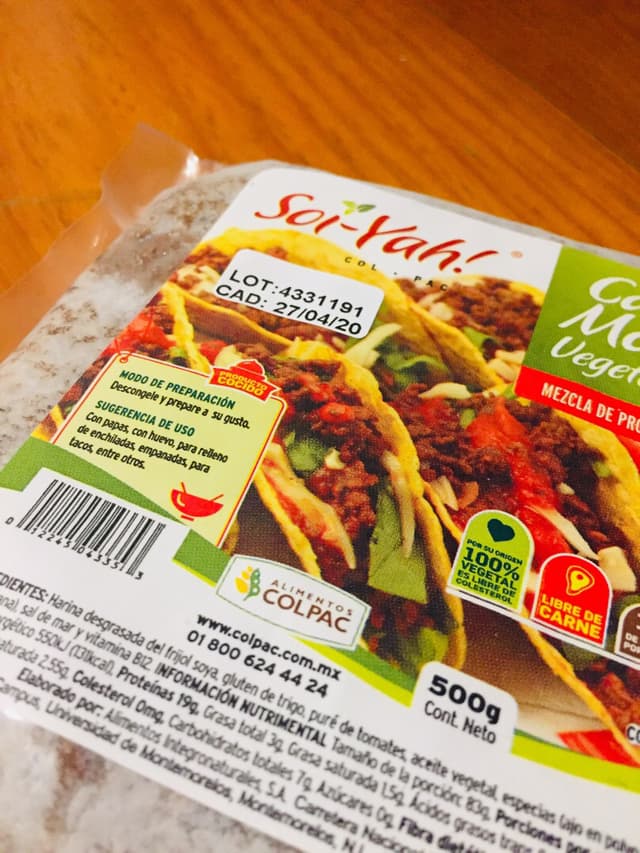 Soi-Yah!
COL . PAC
LOT:4331191
CAD: 27/04/20
Vegeta
MEZCLA DE PRO
PRODUCTO
COCIDO
MODO DE PREPARACIÓN
Descongele y prepare a su gusto.
SUGERENCIA DE USO
Con papas, con huevo, para relleno
de enchiladas, empanadas, para
tacos, entre otros.
POR SU ORIGEN
100%
VEGETAL
ES LIBRE DE
COLESTEROL
LIBRE DE
CARNE
ALIMENTOS
COLPAC
www.colpac.com.mx
01 800 624 44 24
500g
Cont. Neto
DIENTES: Harina desgrasada del frijol soya, gluten de trigo, puré de tomates, aceite vegetal, especias (ajo en polv
sal de mar y vitamina B12. INFORMACIÓN NUTRIMENTAL Tamaño de la porción: 83g, Porciones por
550kJ (131kcal), Proteínas 19g, Grasa total 3g, Grasa saturada 1.5g, Ácidos grasos trans
2.55g, Colesterol 0mg, Carbohidratos totales 7g, Azúcares 0g, Fibra
Elaborado por: Alimentos Integronaturales, S.A. Carretera Nacional
Campus, Universidad de Montemorelos, Montemorelos, N.L.